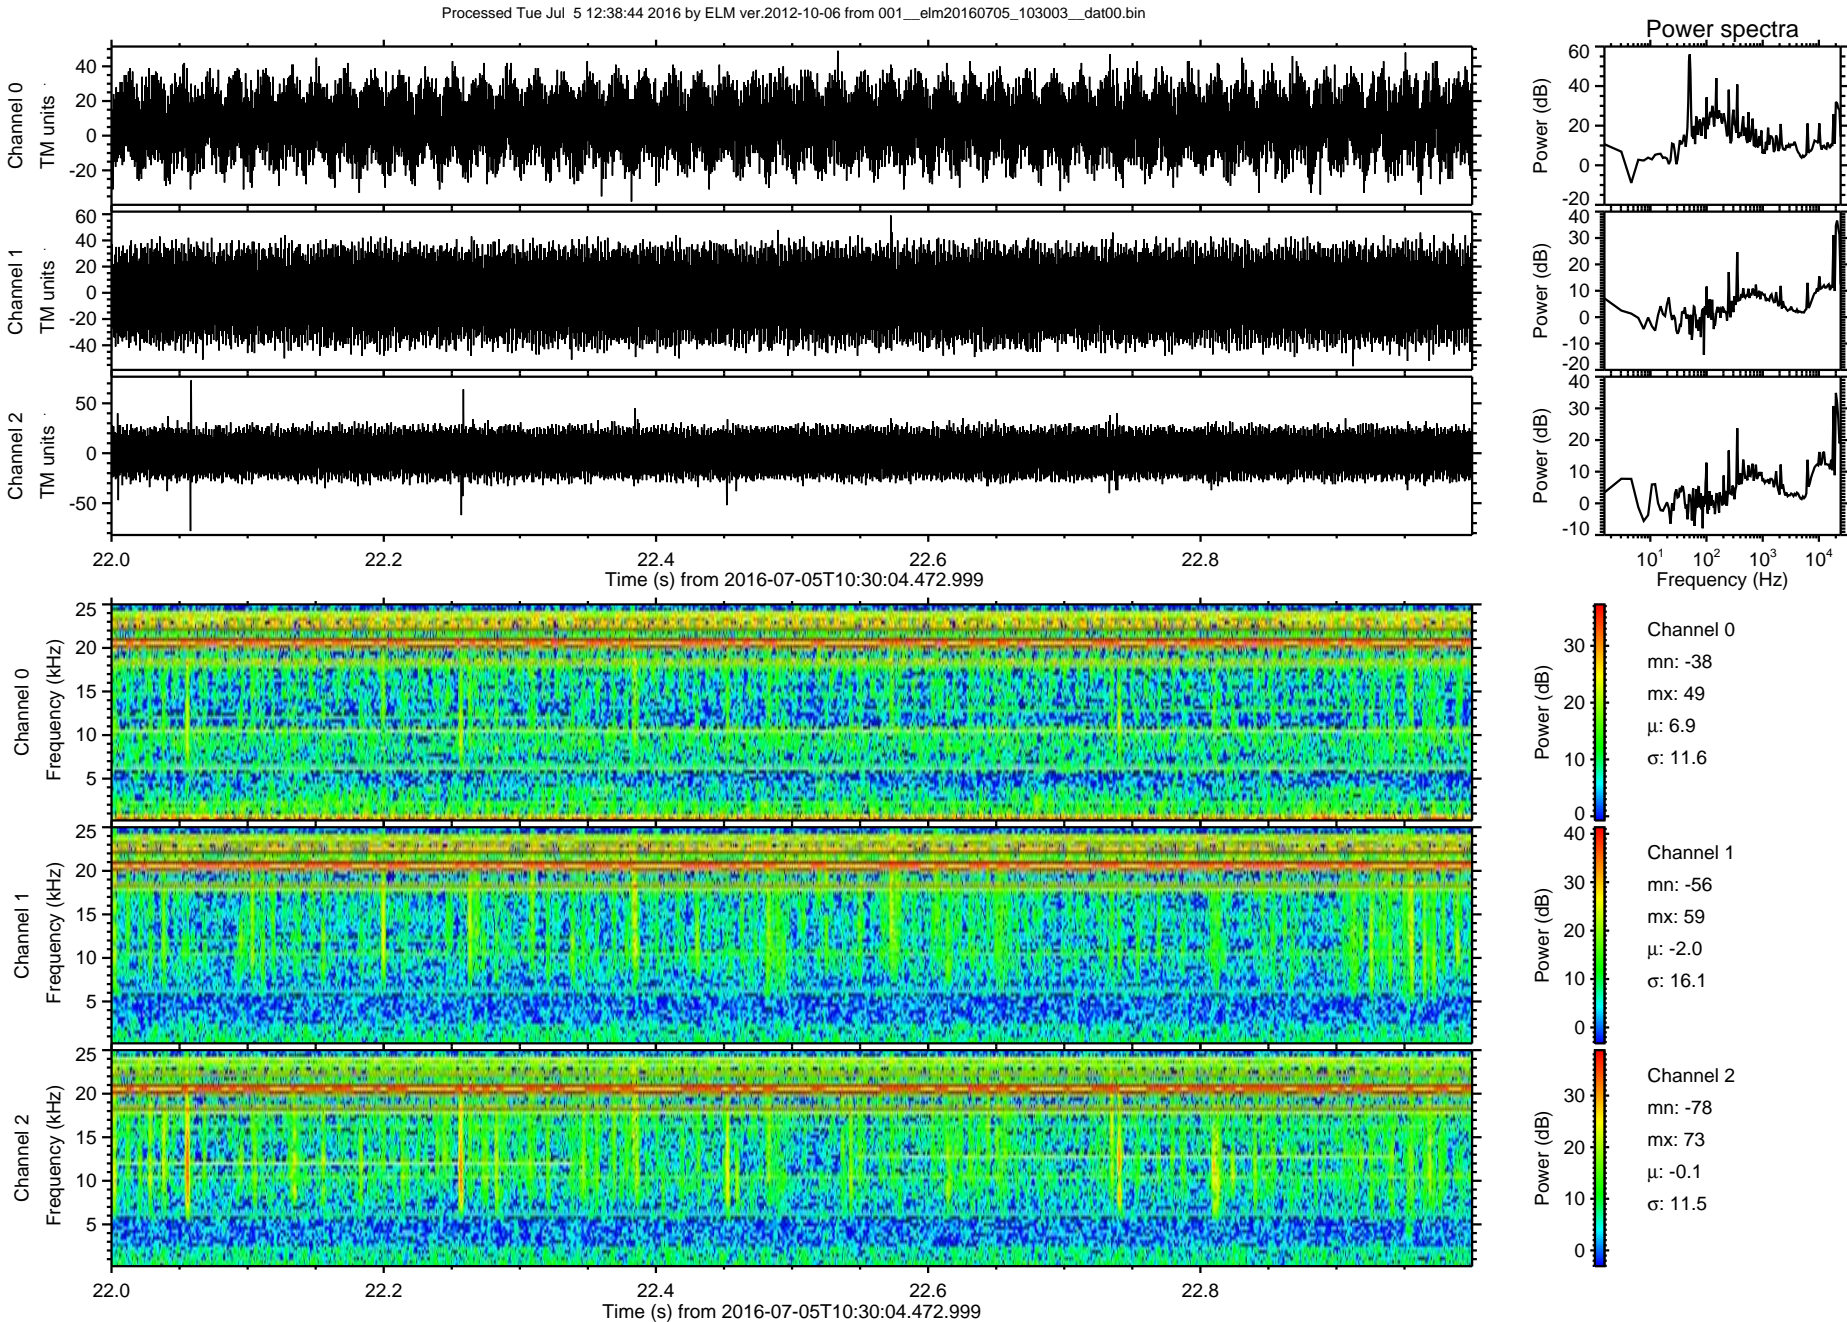 Processed Tue Jul  5 12:38:44 2016 by ELM ver.2012-10-06 from 001__elm20160705_103003__dat00.bin
Power spectra
Channel 0
TM units
40
20
0
-20
Power (dB)
60
40
20
0
-20
Channel 1
TM units
60
40
20
0
-20
-40
Power (dB)
40
30
20
10
0
-10
-20
Channel 2
TM units
50
0
-50
Power (dB)
40
30
20
10
0
-10
22.0 22.2 22.4 22.6 22.8
Time (s) from 2016-07-05T10:30:04.472.999
10^1 10^2 10^3 10^4
Frequency (Hz)
Channel 0
Frequency (kHz)
25
20
15
10
5
Power (dB)
30
20
10
0
Channel 0
mn: -38
mx: 49
μ: 6.9
σ: 11.6
Channel 1
Frequency (kHz)
25
20
15
10
5
Power (dB)
40
30
20
10
0
Channel 1
mn: -56
mx: 59
μ: -2.0
σ: 16.1
Channel 2
Frequency (kHz)
25
20
15
10
5
Power (dB)
30
20
10
0
Channel 2
mn: -78
mx: 73
μ: -0.1
σ: 11.5
22.0 22.2 22.4 22.6 22.8
Time (s) from 2016-07-05T10:30:04.472.999